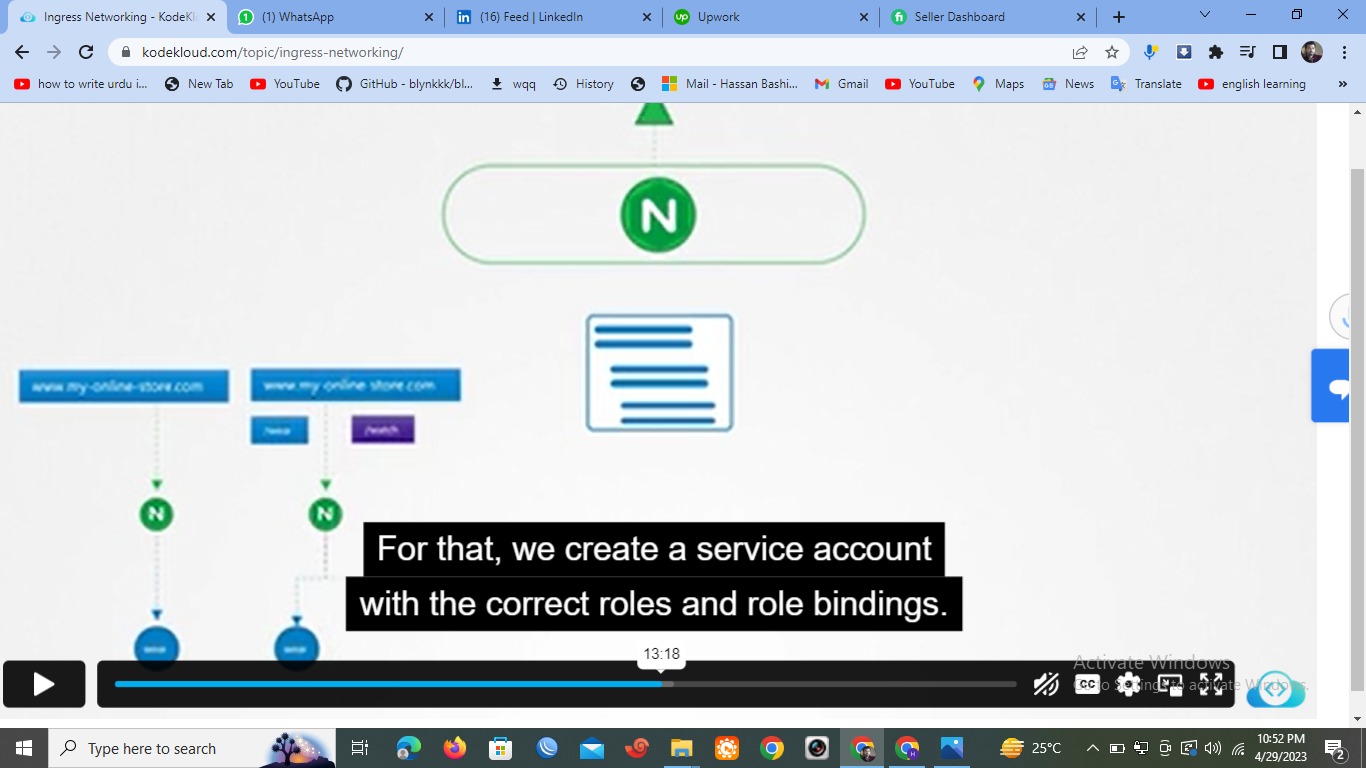 Ingress Networking - KodeKl
(1) WhatsApp
(16) Feed | LinkedIn
Upwork
Seller Dashboard
kodekloud.com/topic/ingress-networking/
how to write urdu i...
New Tab
YouTube
GitHub - blynkkk/bl...
wqq
History
Mail - Hassan Bashi...
Gmail
YouTube
Maps
News
Translate
english learning
»
N
www.my-online-store.com
www.my-online-store.com
/wear
/watch
N
N
For that, we create a service account
with the correct roles and role bindings.
wear
wear
13:18
CC
Activate Windows
Go to Settings to activate Windows.
Type here to search
25°C
10:52 PM
4/29/2023
2